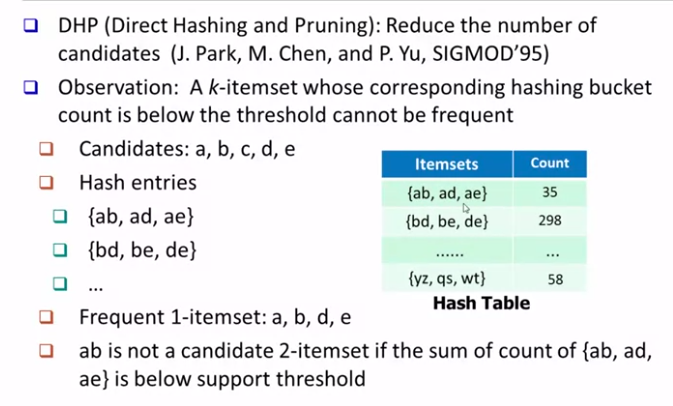 DHP (Direct Hashing and Pruning): Reduce the number of
candidates (J. Park, M. Chen, and P. Yu, SIGMOD'95)
Observation: A k-itemset whose corresponding hashing bucket
count is below the threshold cannot be frequent
Candidates: a, b, c, d, e
Hash entries
{ab, ad, ae}
{bd, be, de}
...
Itemsets Count
{ab, ad, ae} 35
{bd, be, de} 298
...... ...
{yz, qs, wt} 58
Hash Table
Frequent 1-itemset: a, b, d, e
ab is not a candidate 2-itemset if the sum of count of {ab, ad,
ae} is below support threshold